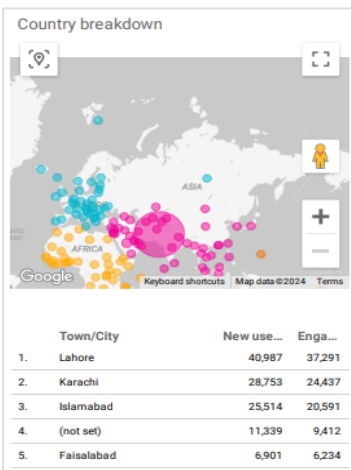 Country breakdown
ASIA
AFRICA
Google
Keyboard shortcuts Map data ©2024 Terms
Town/City New use... Enga...
1. Lahore 40,987 37,291
2. Karachi 28,753 24,437
3. Islamabad 25,514 20,591
4. (not set) 11,339 9,412
5. Faisalabad 6,901 6,234